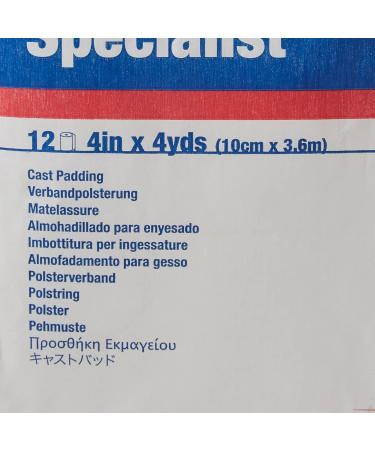 Specialist
12 4in x 4yds (10cm x 3.6m)
Cast Padding
Verbandpolsterung
Matelassure
Almohadillado para enyesado
Imbottitura per ingessature
Almofadamento para gesso
Polsterverband
Polstring
Polster
Pehmuste
Προσθήκη Εκμαγείου
キャストパッド